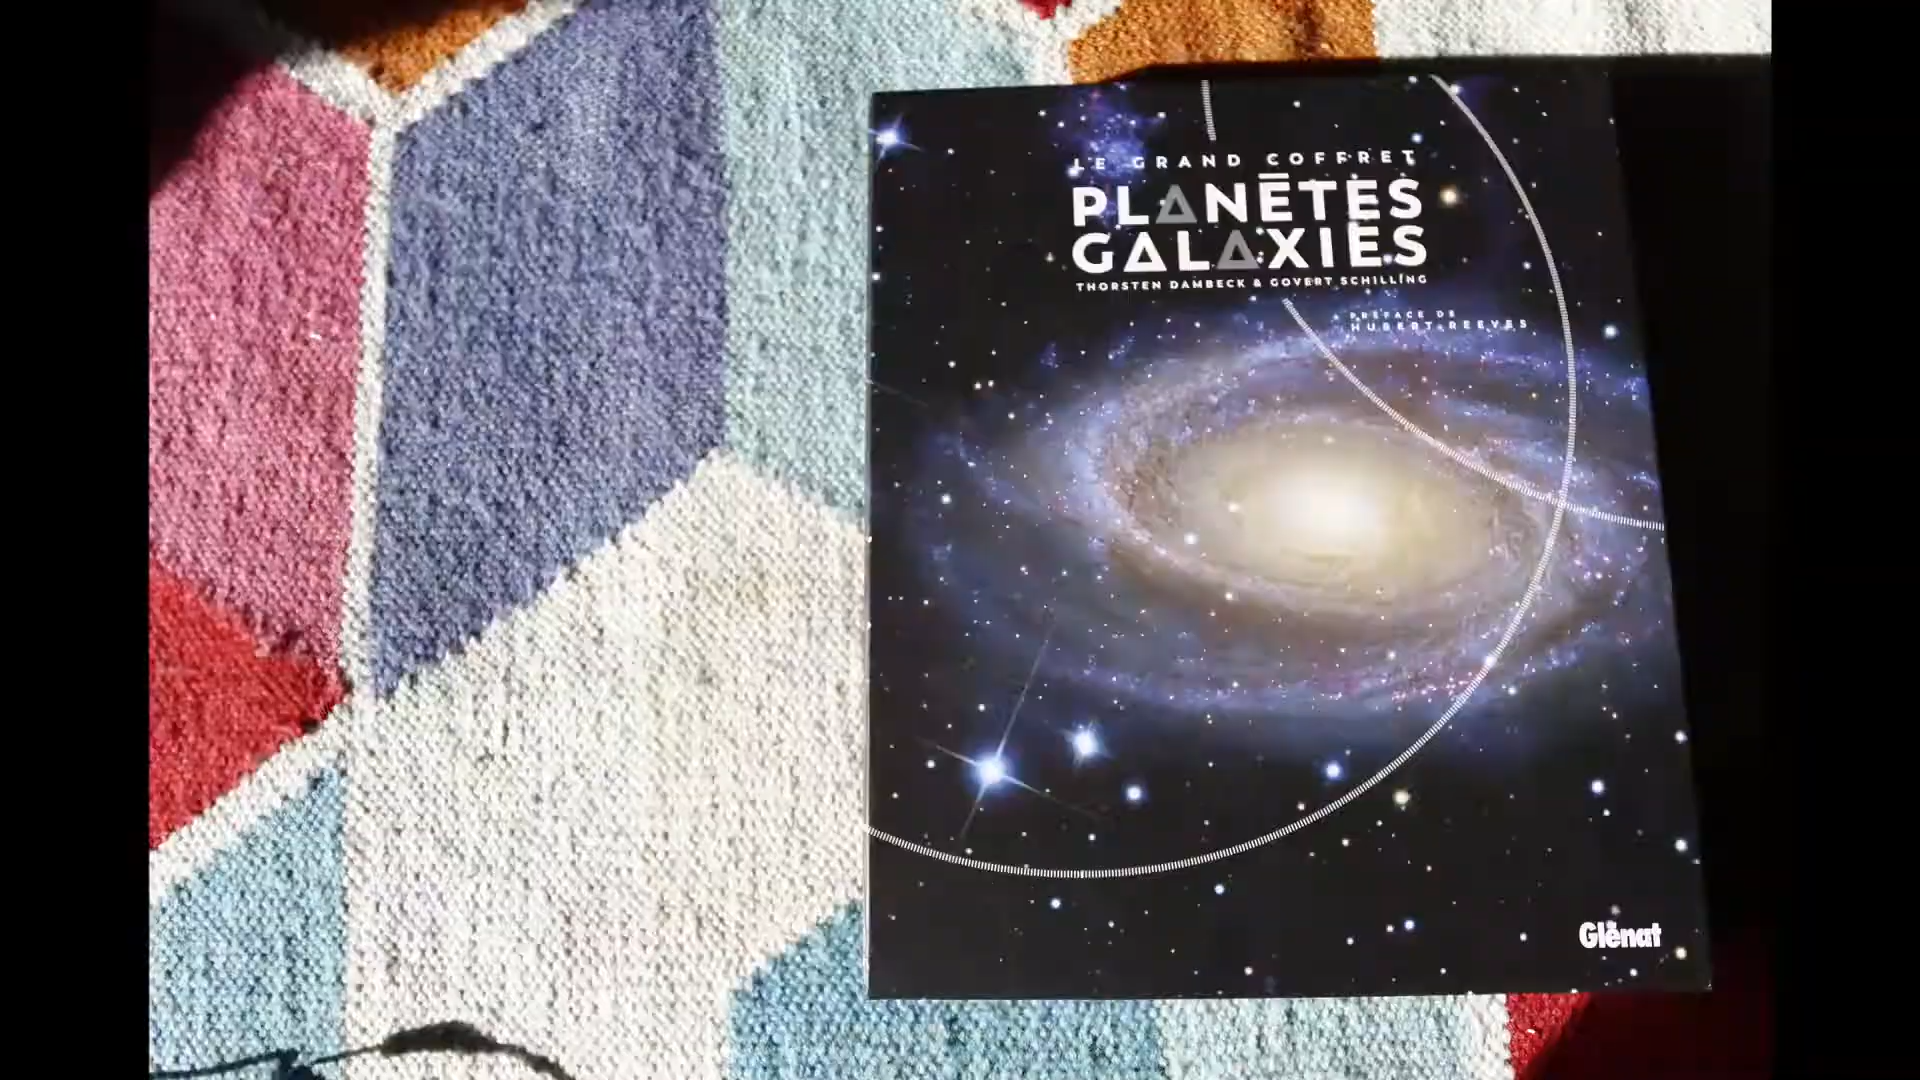 LE GRAND COFFRET
PLANÈTES
GALAXIES
THORSTEN DAMBECK & GOVERT SCHILLING
PRÉFACE DE
HUBERT REEVES
Glénat